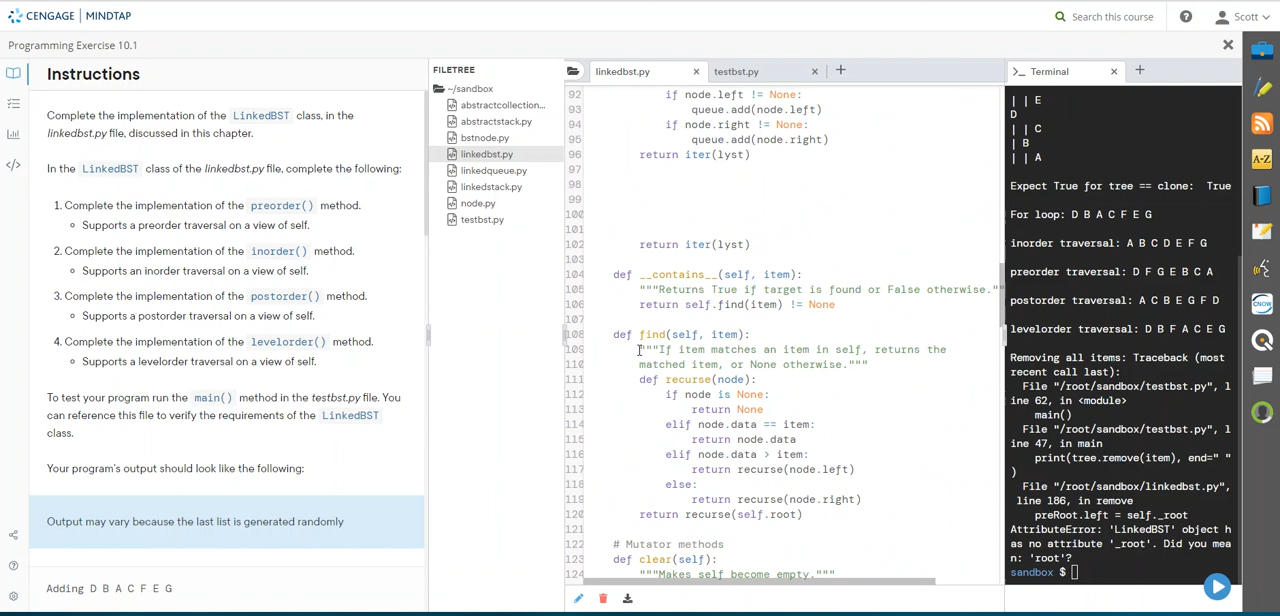 CENGAGE | MINDTAP
Search this course
Scott
Programming Exercise 10.1
Instructions
Complete the implementation of the LinkedBST class, in the
linkedbst.py file, discussed in this chapter.
In the LinkedBST class of the linkedbst.py file, complete the following:
1. Complete the implementation of the preorder() method.
Supports a preorder traversal on a view of self.
2. Complete the implementation of the inorder() method.
Supports an inorder traversal on a view of self.
3. Complete the implementation of the postorder() method.
Supports a postorder traversal on a view of self.
4. Complete the implementation of the levelorder() method.
Supports a levelorder traversal on a view of self.
To test your program run the main() method in the testbst.py file. You
can reference this file to verify the requirements of the LinkedBST
class.
Your program's output should look like the following:
Output may vary because the last list is generated randomly
Adding D B A C F E G
FILETREE
~/sandbox
abstractcollection...
abstractstack.py
bstnode.py
linkedbst.py
linkedqueue.py
linkedstack.py
node.py
testbst.py
linkedbst.py
testbst.py
92 if node.left != None:
93 queue.add(node.left)
94 if node.right != None:
95 queue.add(node.right)
96 return iter(lyst)
97
98
99
100
101
102 return iter(lyst)
103
104 def __contains__(self, item):
105 """Returns True if target is found or False otherwise."""
106 return self.find(item) != None
107
108 def find(self, item):
109 """If item matches an item in self, returns the
110 matched item, or None otherwise."""
111 def recurse(node):
112 if node is None:
113 return None
114 elif node.data == item:
115 return node.data
116 elif node.data > item:
117 return recurse(node.left)
118 else:
119 return recurse(node.right)
120 return recurse(self.root)
121
122 # Mutator methods
123 def clear(self):
124 """Makes self become empty."""
>_ Terminal
| | E
D
| | C
| B
| | A
Expect True for tree == clone: True
For loop: D B A C F E G
inorder traversal: A B C D E F G
preorder traversal: D F G E B C A
postorder traversal: A C B E G F D
levelorder traversal: D B F A C E G
Removing all items: Traceback (most
recent call last):
File "/root/sandbox/testbst.py", l
ine 62, in <module>
main()
File "/root/sandbox/testbst.py", l
ine 47, in main
print(tree.remove(item), end=" "
)
File "/root/sandbox/linkedbst.py",
line 186, in remove
preRoot.left = self._root
AttributeError: 'LinkedBST' object h
as no attribute '_root'. Did you mea
n: 'root'?
sandbox $
A-Z
CNOW